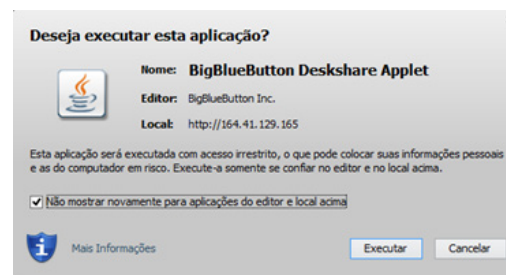 Deseja executar esta aplicação?
Nome: BigBlueButton Deskshare Applet
Editor: BigBlueButton Inc.
Local: http://164.41.129.165
Esta aplicação será executada com acesso irrestrito, o que pode colocar suas informações pessoais
e as do computador em risco. Execute-a somente se confiar no editor e no local acima.
Não mostrar novamente para aplicações do editor e local acima
Mais Informações
Executar
Cancelar